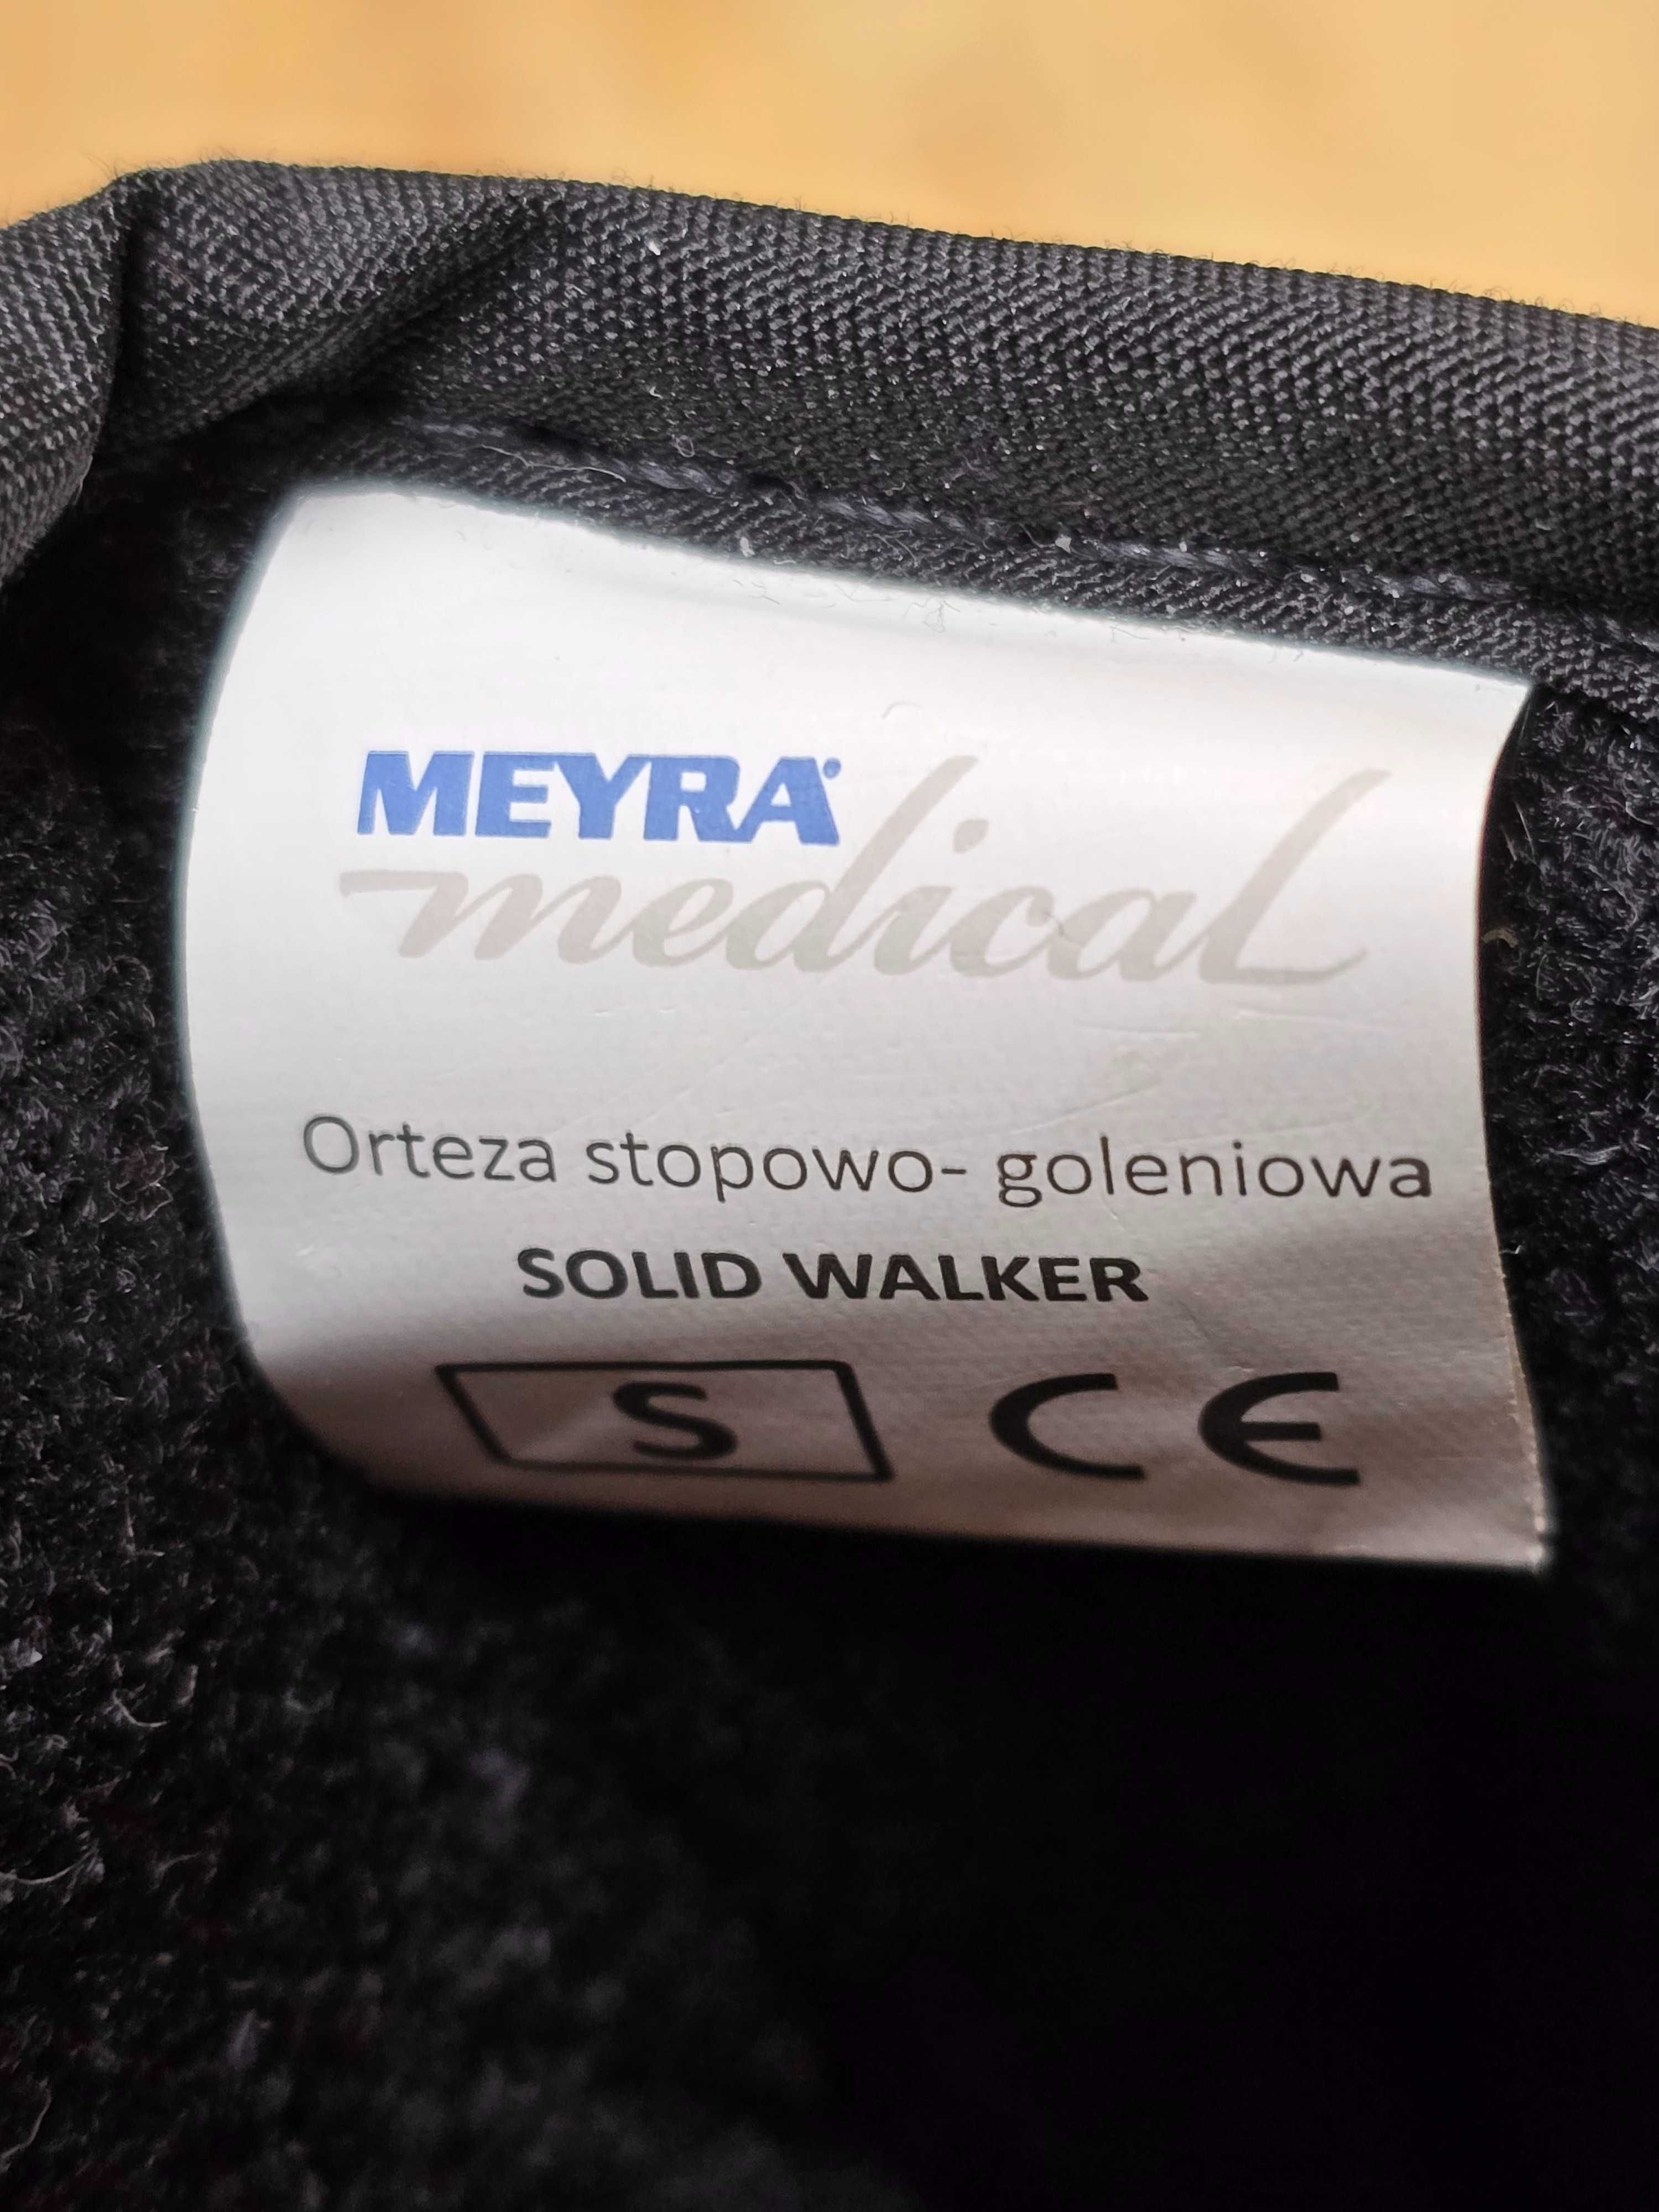 MEYRA
medical
Orteza stopowo- goleniowa
SOLID WALKER
S CE